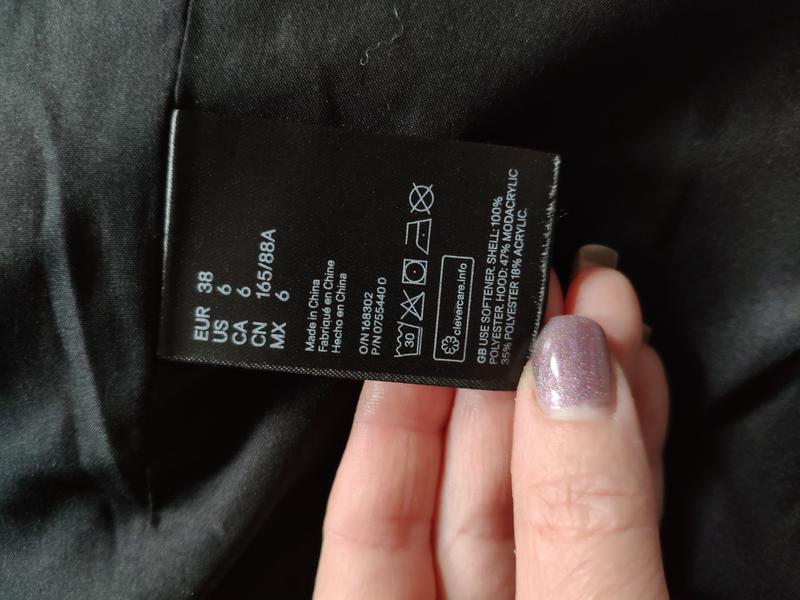 EUR 38
US 6
CA 6
CN 165/88A
MX 6
Made in China
Fabriqué en Chine
Hecho en China
O/N168302
P/N 0755440 0
30
clevercare.info
GB USE SOFTENER. SHELL: 100%
POLYESTER. HOOD: 47% MODACRYLIC
35% POLYESTER 18% ACRYLIC.